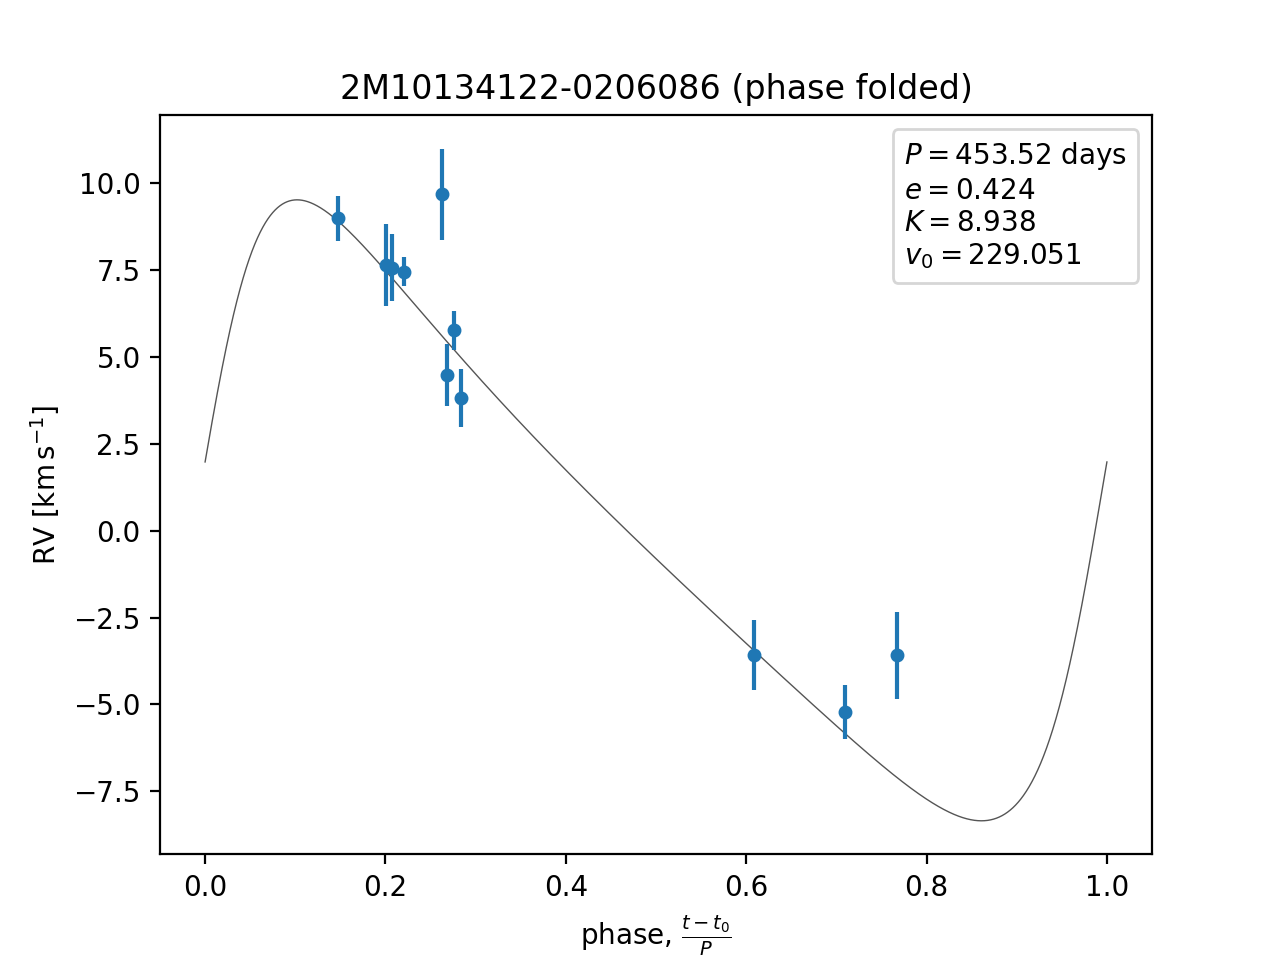 2M10134122-0206086 (phase folded)
P = 453.52 days
e = 0.424
K = 8.938
v₀ = 229.051
10.0
7.5
5.0
2.5
0.0
−2.5
−5.0
−7.5
RV [km s⁻¹]
0.0 0.2 0.4 0.6 0.8 1.0
phase, (t − t₀)/P